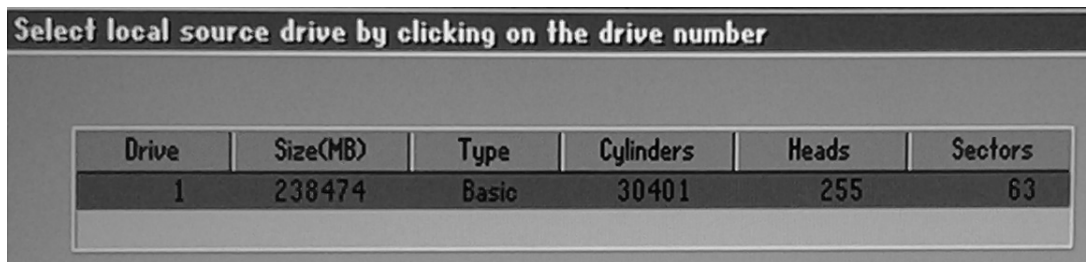 Select local source drive by clicking on the drive number
Drive Size(MB) Type Cylinders Heads Sectors
1 238474 Basic 30401 255 63